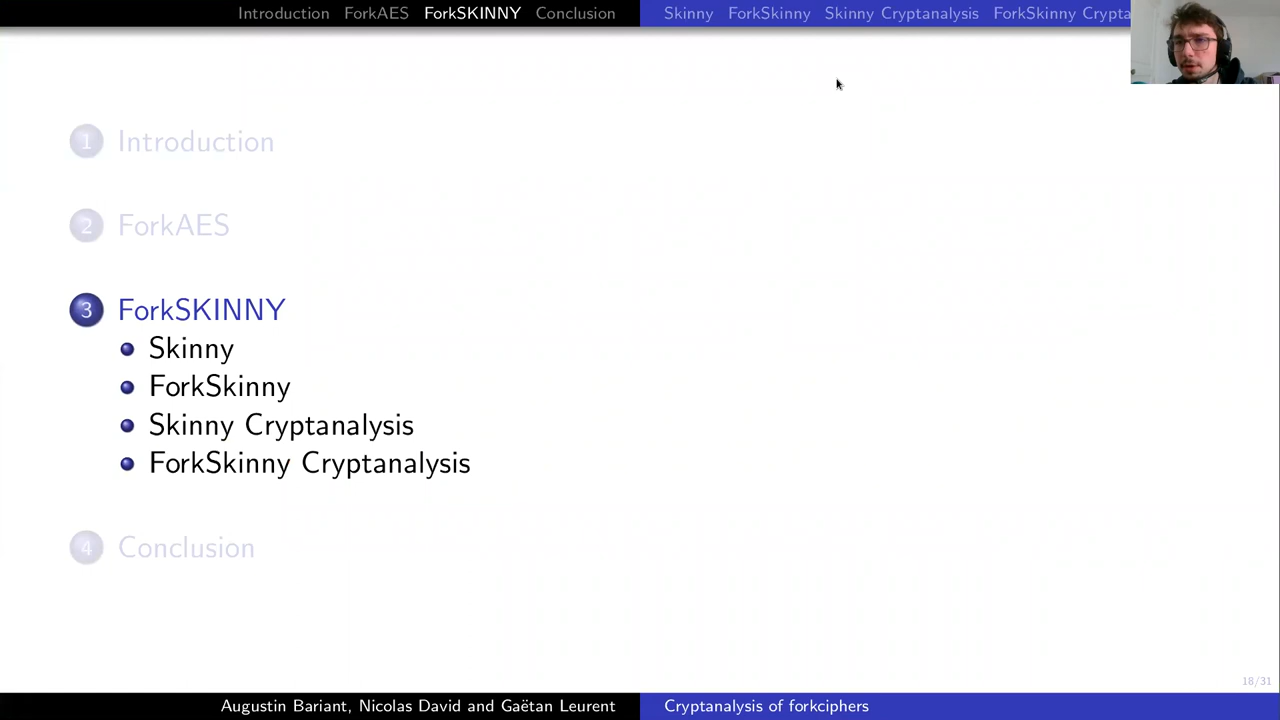 Introduction ForkAES ForkSKINNY Conclusion Skinny ForkSkinny Skinny Cryptanalysis ForkSkinny Crypta
1 Introduction
2 ForkAES
3 ForkSKINNY
Skinny
ForkSkinny
Skinny Cryptanalysis
ForkSkinny Cryptanalysis
4 Conclusion
18/31
Augustin Bariant, Nicolas David and Gaëtan Leurent Cryptanalysis of forkciphers